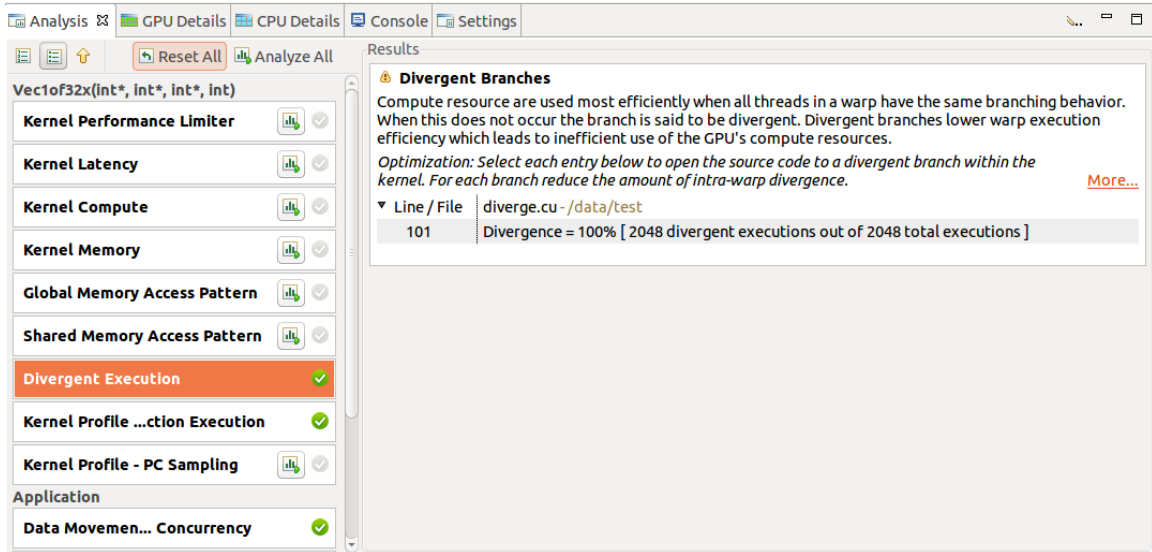 Analysis GPU Details CPU Details Console Settings
Reset All Analyze All
Vec1of32x(int*, int*, int*, int)
Kernel Performance Limiter
Kernel Latency
Kernel Compute
Kernel Memory
Global Memory Access Pattern
Shared Memory Access Pattern
Divergent Execution
Kernel Profile ...ction Execution
Kernel Profile - PC Sampling
Application
Data Movemen... Concurrency
Results
Divergent Branches
Compute resource are used most efficiently when all threads in a warp have the same branching behavior.
When this does not occur the branch is said to be divergent. Divergent branches lower warp execution
efficiency which leads to inefficient use of the GPU's compute resources.
Optimization: Select each entry below to open the source code to a divergent branch within the
kernel. For each branch reduce the amount of intra-warp divergence. More...
Line / File diverge.cu - /data/test
101 Divergence = 100% [ 2048 divergent executions out of 2048 total executions ]